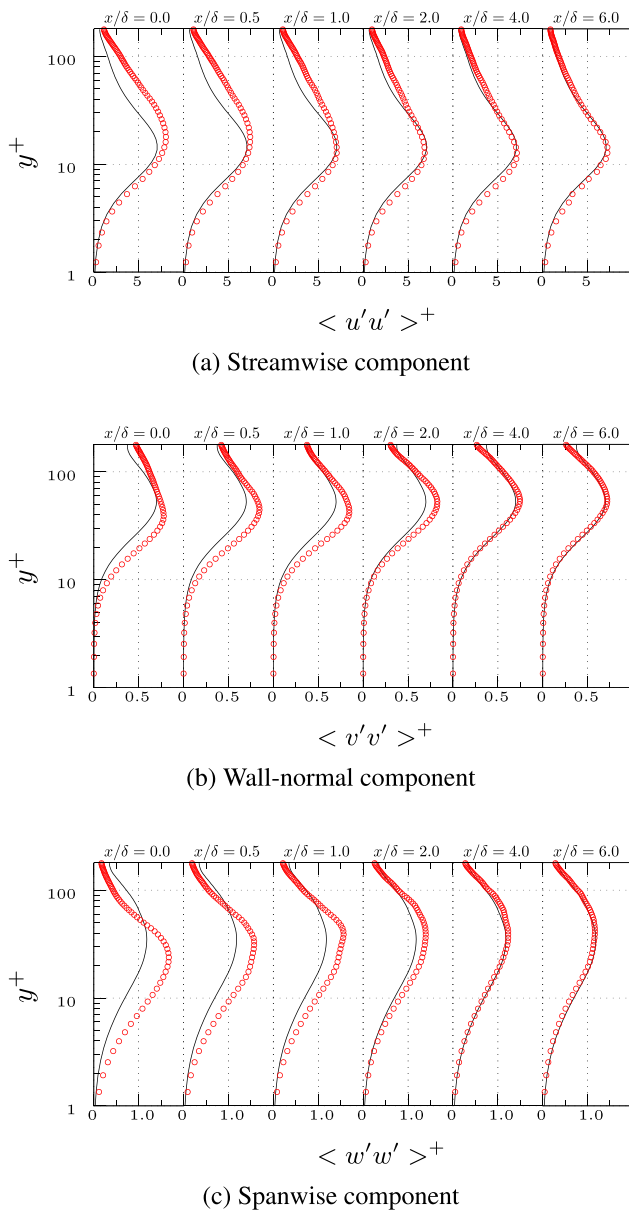 x/δ = 0.0 x/δ = 0.5 x/δ = 1.0 x/δ = 2.0 x/δ = 4.0 x/δ = 6.0
100
10
1
y⁺
0 5 0 5 0 5 0 5 0 5 0 5
< u′u′ >⁺
(a) Streamwise component
x/δ = 0.0 x/δ = 0.5 x/δ = 1.0 x/δ = 2.0 x/δ = 4.0 x/δ = 6.0
100
10
1
y⁺
0 0.5 0 0.5 0 0.5 0 0.5 0 0.5 0 0.5
< v′v′ >⁺
(b) Wall-normal component
x/δ = 0.0 x/δ = 0.5 x/δ = 1.0 x/δ = 2.0 x/δ = 4.0 x/δ = 6.0
100
10
1
y⁺
0 1.0 0 1.0 0 1.0 0 1.0 0 1.0 0 1.0
< w′w′ >⁺
(c) Spanwise component